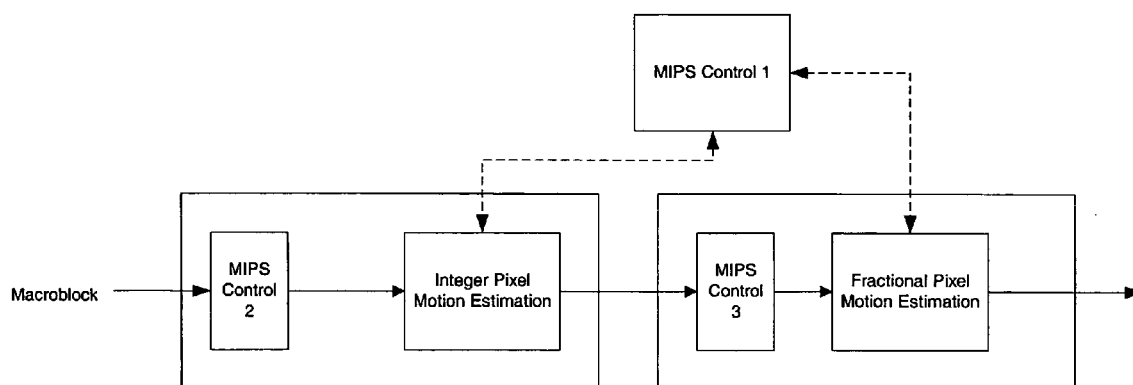 MIPS Control 1
Macroblock
MIPS
Control
2
Integer Pixel
Motion Estimation
MIPS
Control
3
Fractional Pixel
Motion Estimation